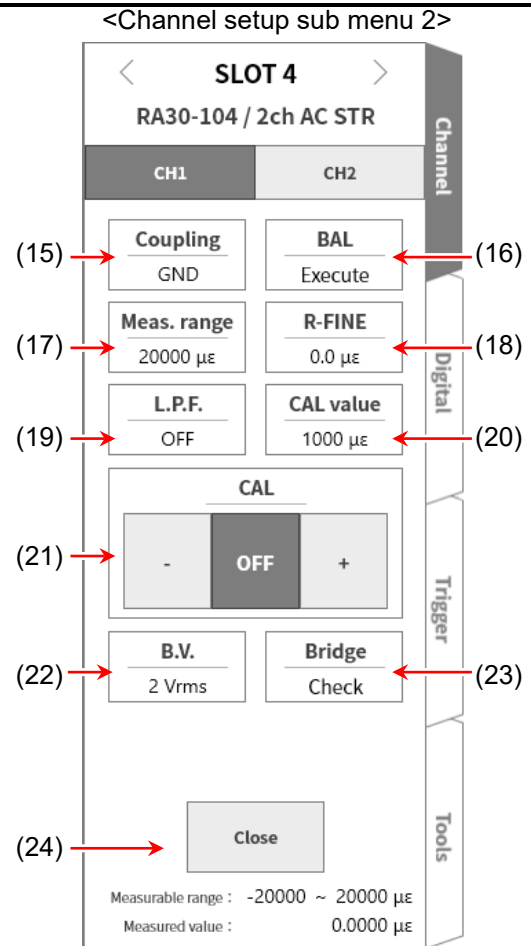 <Channel setup sub menu 2>
SLOT 4
RA30-104 / 2ch AC STR
CH1 CH2
Channel
(15) Coupling
GND
BAL
Execute (16)
(17) Meas. range
20000 με
R-FINE
0.0 με (18)
Digital
(19) L.P.F.
OFF
CAL value
1000 με (20)
(21) CAL
- OFF +
Trigger
(22) B.V.
2 Vrms
Bridge
Check (23)
(24) Close
Tools
Measurable range : -20000 ~ 20000 με
Measured value : 0.0000 με